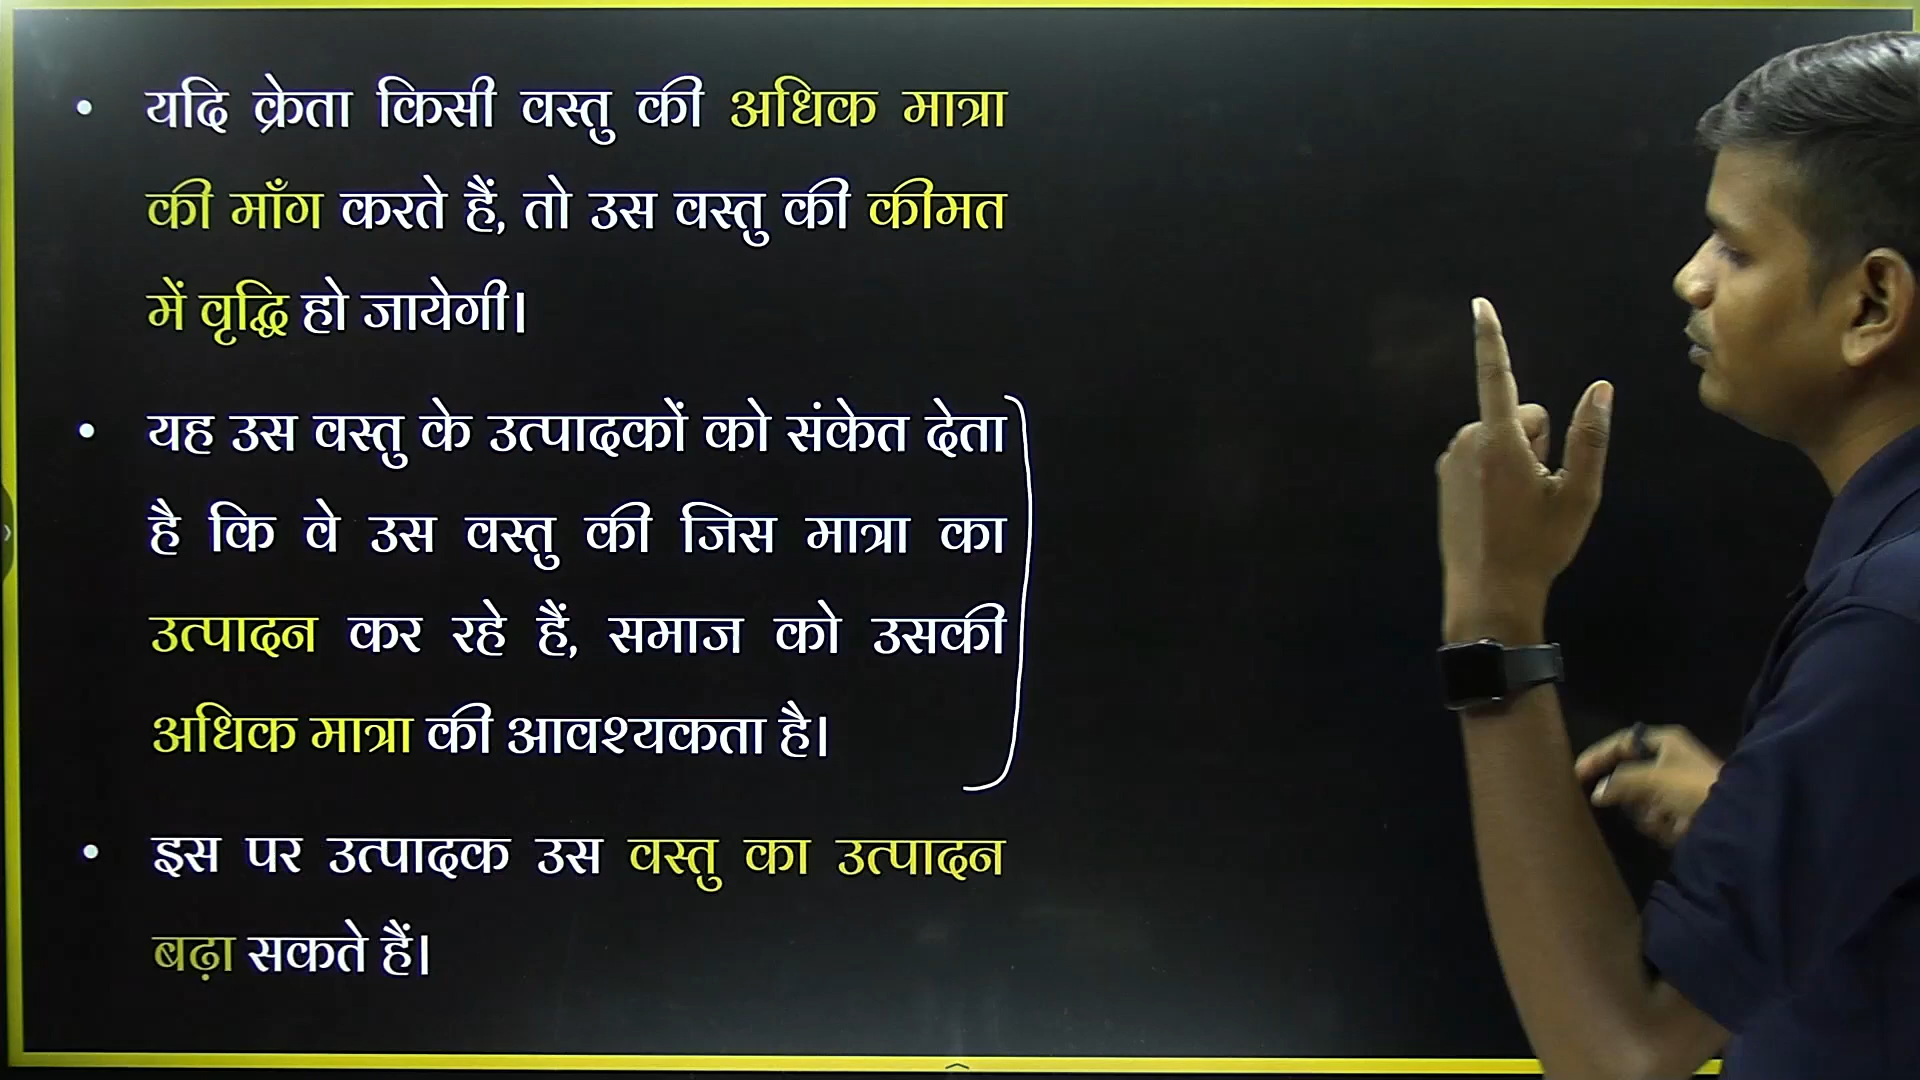 • यदि क्रेता किसी वस्तु की अधिक मात्रा
की माँग करते हैं, तो उस वस्तु की कीमत
में वृद्धि हो जायेगी।
• यह उस वस्तु के उत्पादकों को संकेत देता
है कि वे उस वस्तु की जिस मात्रा का
उत्पादन कर रहे हैं, समाज को उसकी
अधिक मात्रा की आवश्यकता है।
• इस पर उत्पादक उस वस्तु का उत्पादन
बढ़ा सकते हैं।